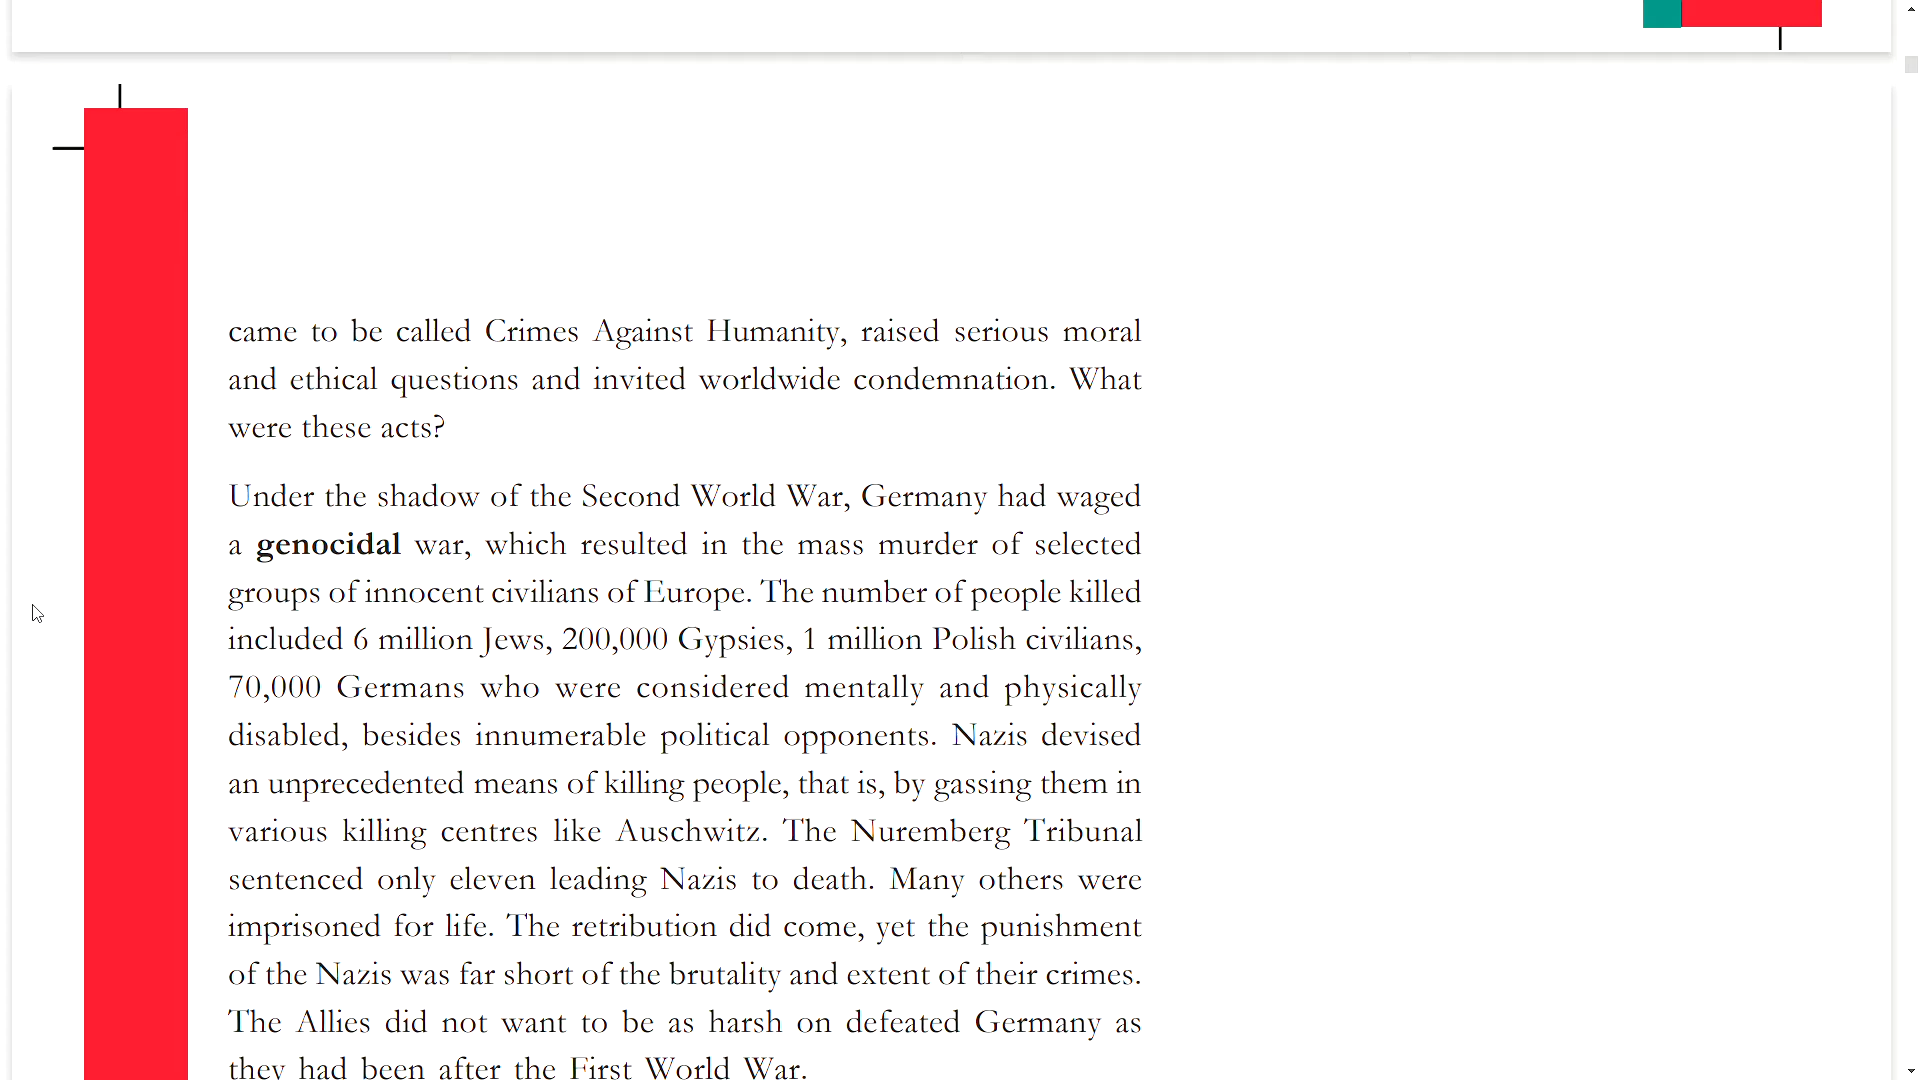 came to be called Crimes Against Humanity, raised serious moral
and ethical questions and invited worldwide condemnation. What
were these acts?
Under the shadow of the Second World War, Germany had waged
a genocidal war, which resulted in the mass murder of selected
groups of innocent civilians of Europe. The number of people killed
included 6 million Jews, 200,000 Gypsies, 1 million Polish civilians,
70,000 Germans who were considered mentally and physically
disabled, besides innumerable political opponents. Nazis devised
an unprecedented means of killing people, that is, by gassing them in
various killing centres like Auschwitz. The Nuremberg Tribunal
sentenced only eleven leading Nazis to death. Many others were
imprisoned for life. The retribution did come, yet the punishment
of the Nazis was far short of the brutality and extent of their crimes.
The Allies did not want to be as harsh on defeated Germany as
they had been after the First World War.